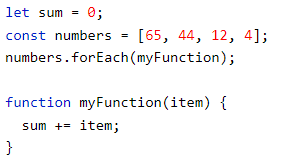 let sum = 0;
const numbers = [65, 44, 12, 4];
numbers.forEach(myFunction);

function myFunction(item) {
  sum += item;
}